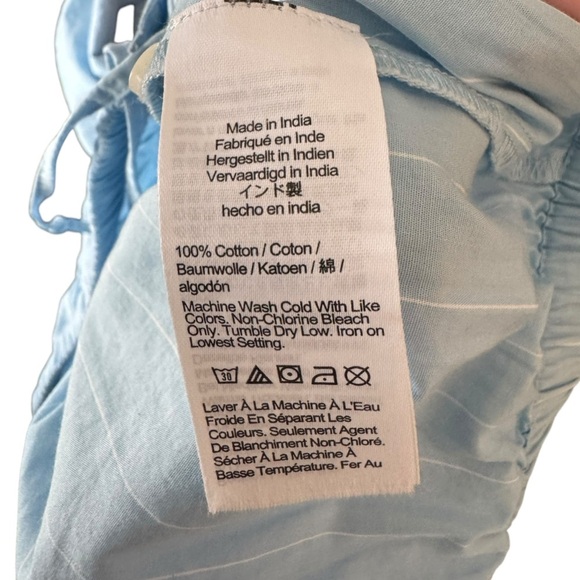 Made in India
Fabriqué en Inde
Hergestellt in Indien
Vervaardigd in India
インド製
hecho en india
100% Cotton / Coton /
Baumwolle / Katoen / 綿 /
algodón
Machine Wash Cold With Like
Colors. Non-Chlorine Bleach
Only. Tumble Dry Low. Iron on
Lowest Setting.
30
Laver À La Machine À L'Eau
Froide En Séparant Les
Couleurs. Seulement Agent
De Blanchiment Non-Chloré.
Sécher À La Machine À
Basse Température. Fer Au